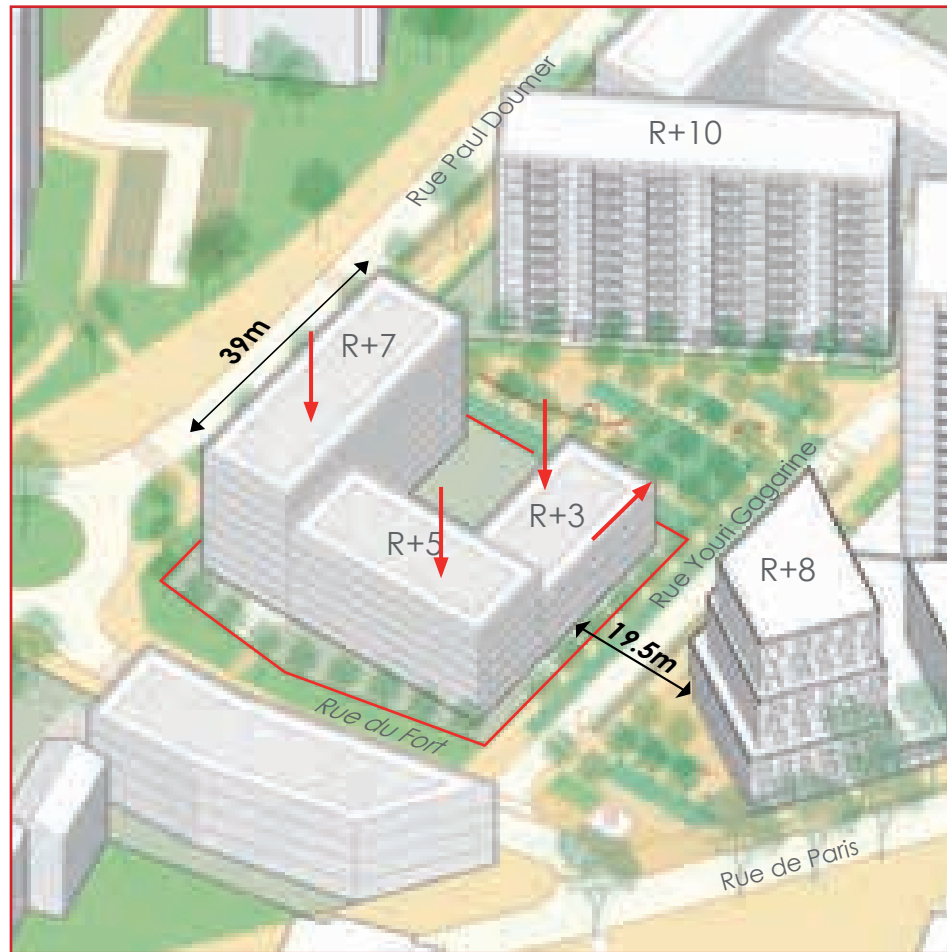 Rue Paul Doumer
R+10
39m
R+7
R+5
R+3
Rue Youri Gagarine
R+8
19.5m
Rue du Fort
Rue de Paris